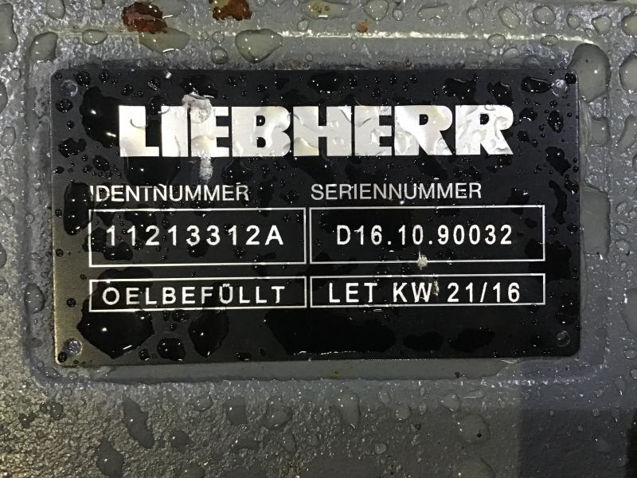 LIEBHERR
IDENTNUMMER SERIENNUMMER
11213312A D16.10.90032
OELBEFÜLLT LET KW 21/16